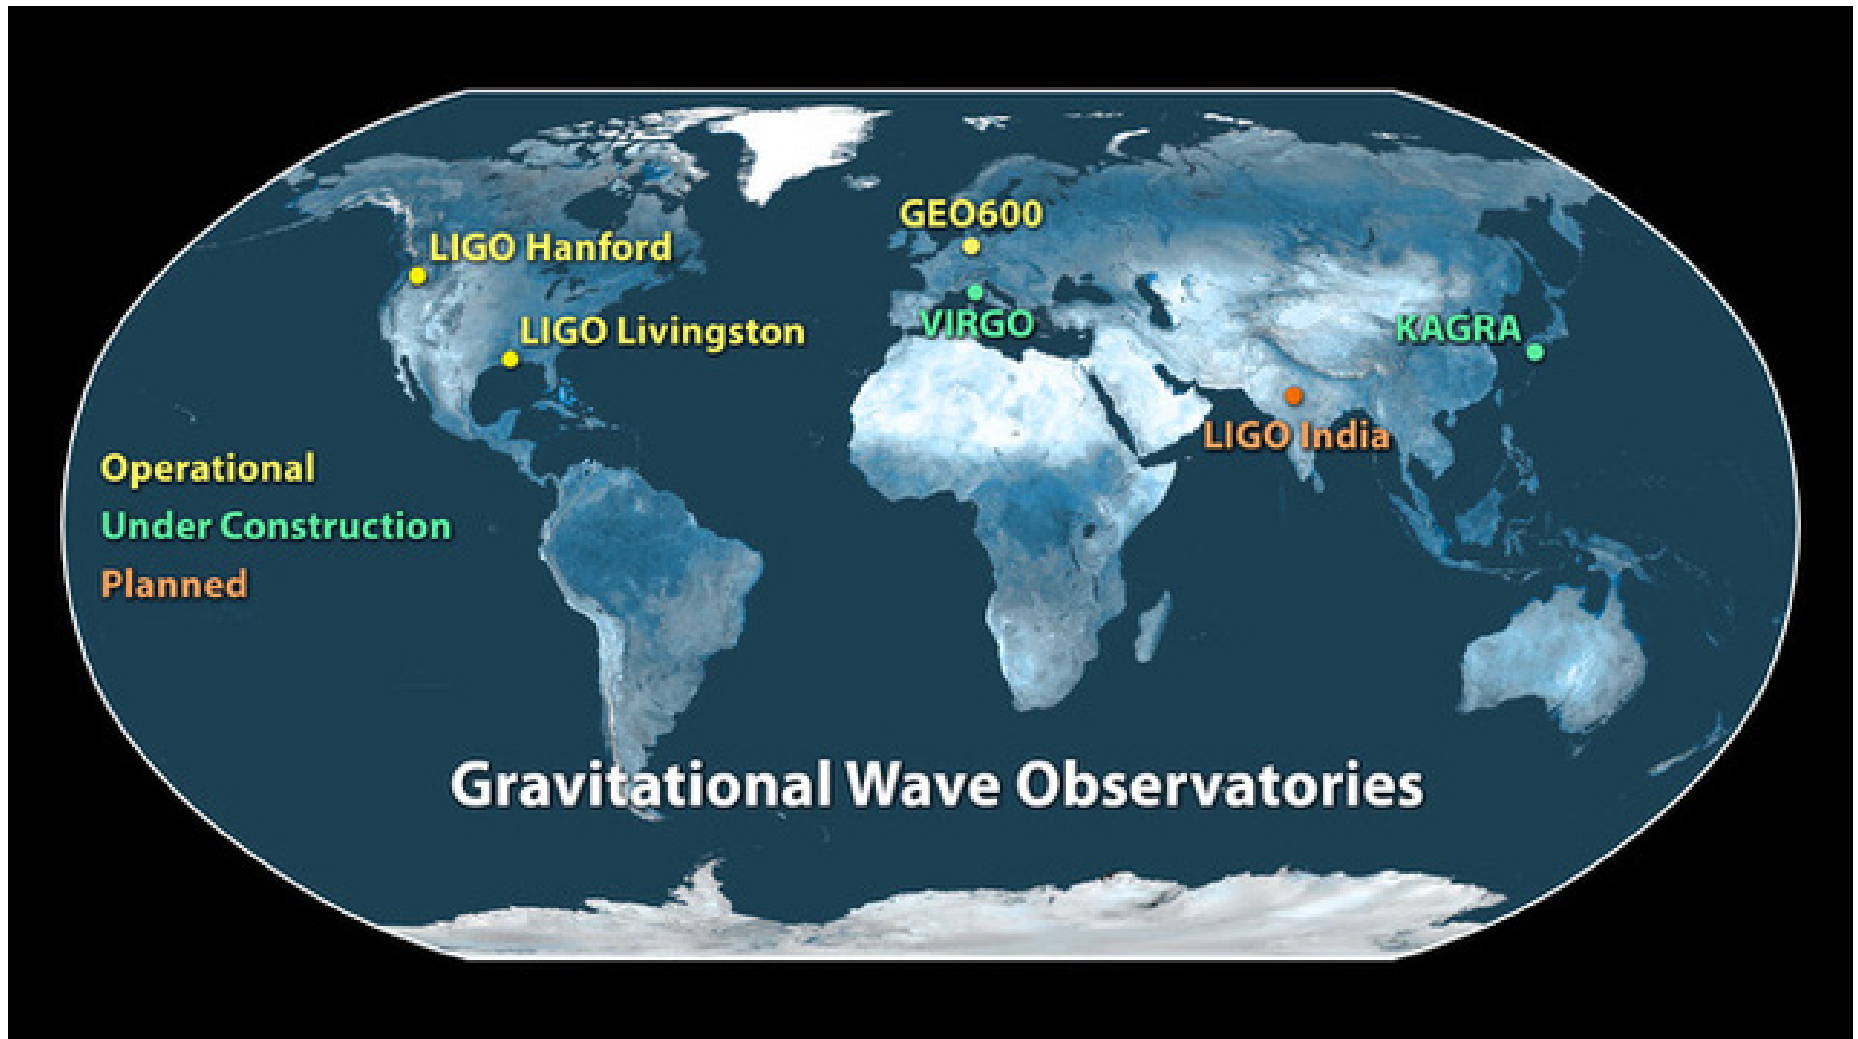 GEO600
LIGO Hanford
VIRGO
KAGRA
LIGO Livingston
LIGO India
Operational
Under Construction
Planned
Gravitational Wave Observatories